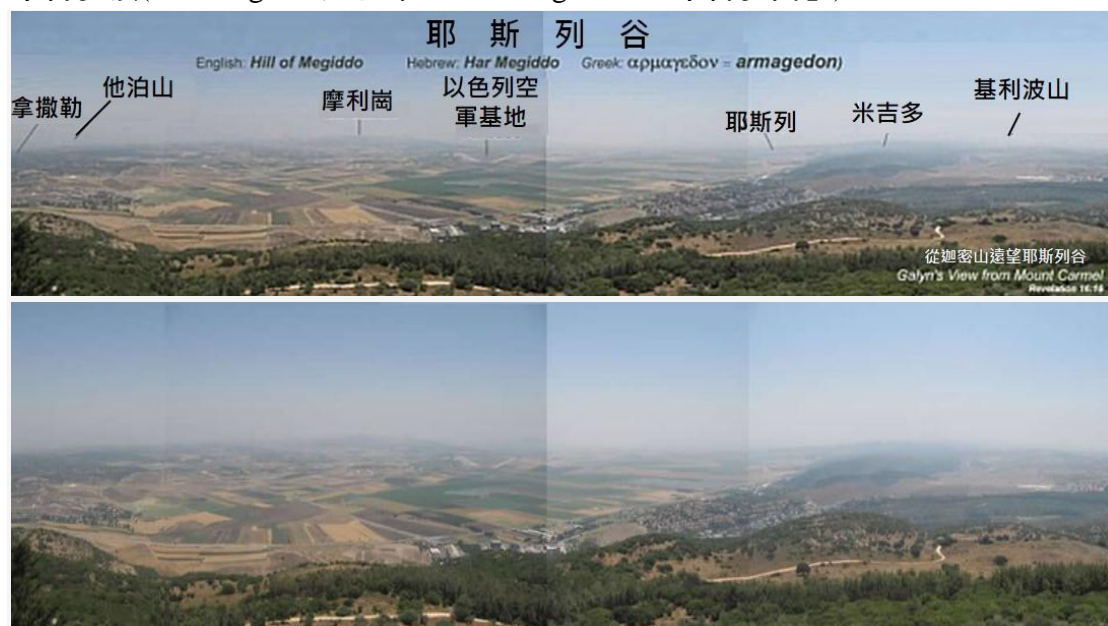 耶斯列谷
English: Hill of Megiddo Hebrew: Har Megiddo Greek: αρμαγεδον = armagedon)
拿撒勒
他泊山
摩利崗
以色列空
軍基地
耶斯列
米吉多
基利波山
從迦密山遠望耶斯列谷
Galyn's View from Mount Carmel
Revelation 16:16